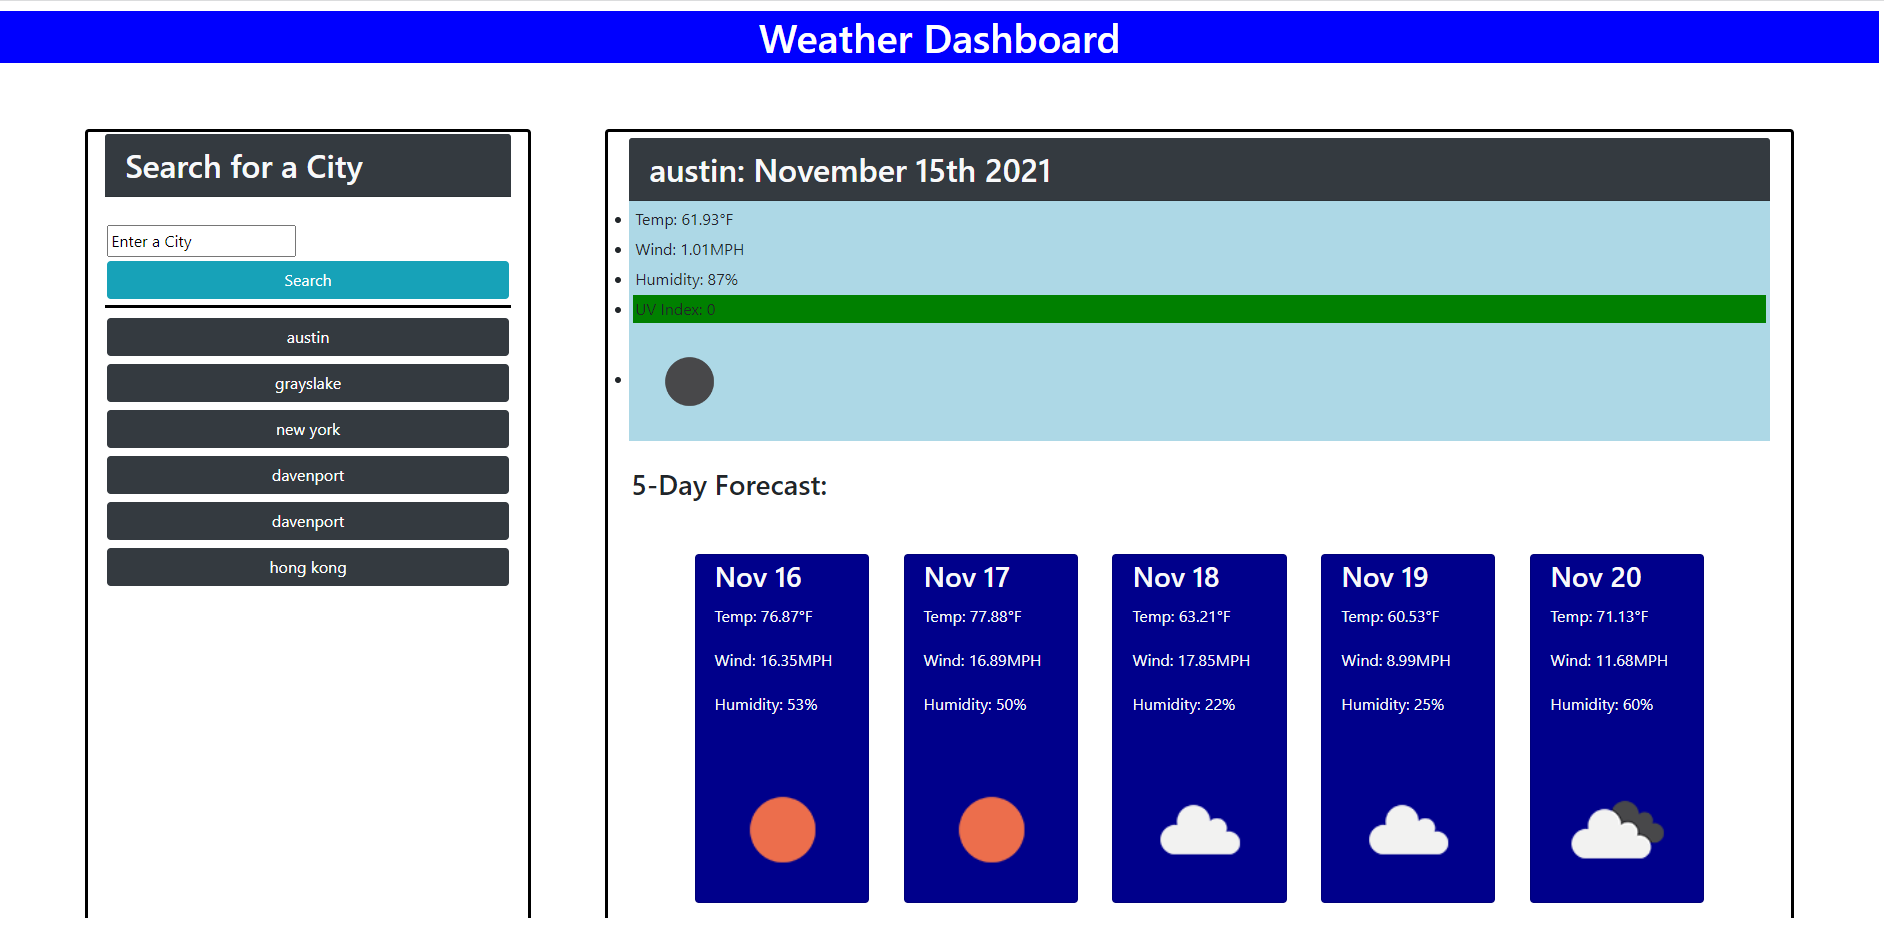 Weather Dashboard
Search for a City
Enter a City
Search
austin
grayslake
new york
davenport
davenport
hong kong
austin: November 15th 2021
Temp: 61.93°F
Wind: 1.01MPH
Humidity: 87%
UV Index: 0
5-Day Forecast:
Nov 16
Temp: 76.87°F
Wind: 16.35MPH
Humidity: 53%
Nov 17
Temp: 77.88°F
Wind: 16.89MPH
Humidity: 50%
Nov 18
Temp: 63.21°F
Wind: 17.85MPH
Humidity: 22%
Nov 19
Temp: 60.53°F
Wind: 8.99MPH
Humidity: 25%
Nov 20
Temp: 71.13°F
Wind: 11.68MPH
Humidity: 60%